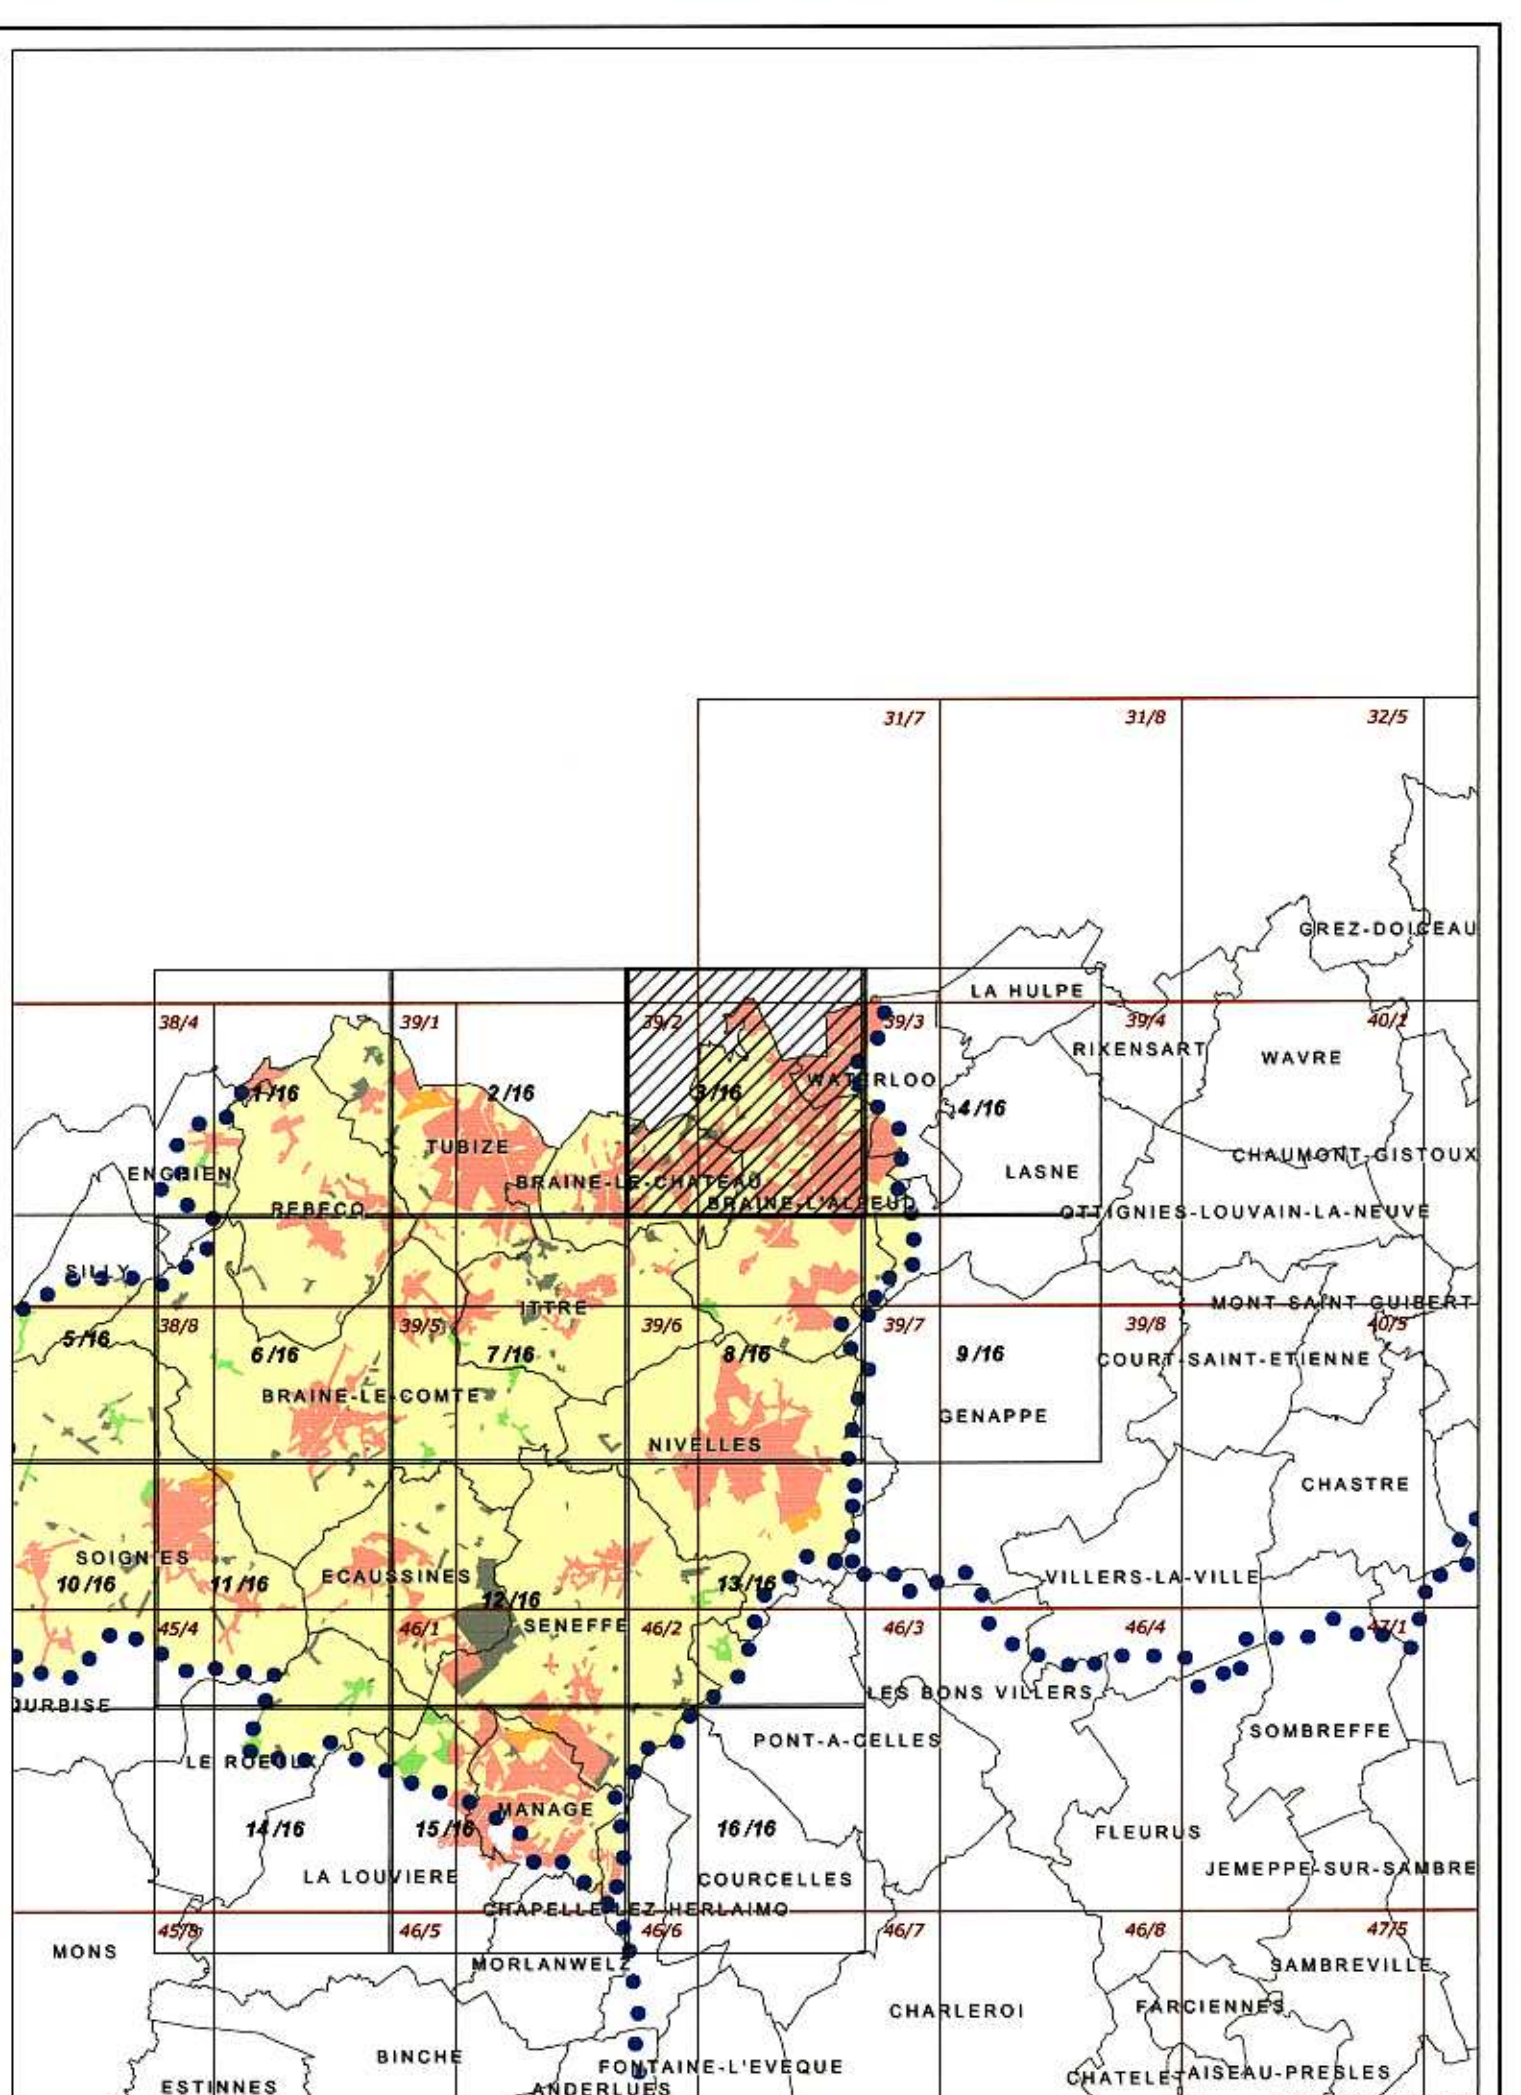 31/7 31/8 32/5
GREZ-DOICEAU
LA HULPE
38/4 39/1 39/2 39/3 39/4 40/1
RIXENSART WAVRE
WATERLOO
1/16 2/16 3/16 4/16
TUBIZE
CHAUMONT-GISTOUX
ENGHIEN LASNE
BRAINE-LE-CHATEAU
REBECQ BRAINE-L'ALLEUD OTTIGNIES-LOUVAIN-LA-NEUVE
SILLY
ITTRE MONT-SAINT-GUIBERT
38/8 39/5 39/6 39/7 39/8 40/5
5/16 6/16 7/16 8/16 9/16
COURT-SAINT-ETIENNE
BRAINE-LE-COMTE
GENAPPE
NIVELLES
CHASTRE
SOIGNIES
ECAUSSINES VILLERS-LA-VILLE
10/16 11/16 12/16 13/16
SENEFFE
45/4 46/1 46/2 46/3 46/4 47/1
LES BONS VILLERS
JURBISE
SOMBREFFE
PONT-A-CELLES
LE ROEULX
MANAGE
14/16 15/16 16/16
FLEURUS
JEMEPPE-SUR-SAMBRE
LA LOUVIERE COURCELLES
CHAPELLE-LEZ-HERLAIMO
45/8 46/5 46/6 46/7 46/8 47/5
MONS
MORLANWELZ SAMBREVILLE
CHARLEROI FARCIENNES
BINCHE
FONTAINE-L'EVEQUE
CHATELET AISEAU-PRESLES
ESTINNES ANDERLUES